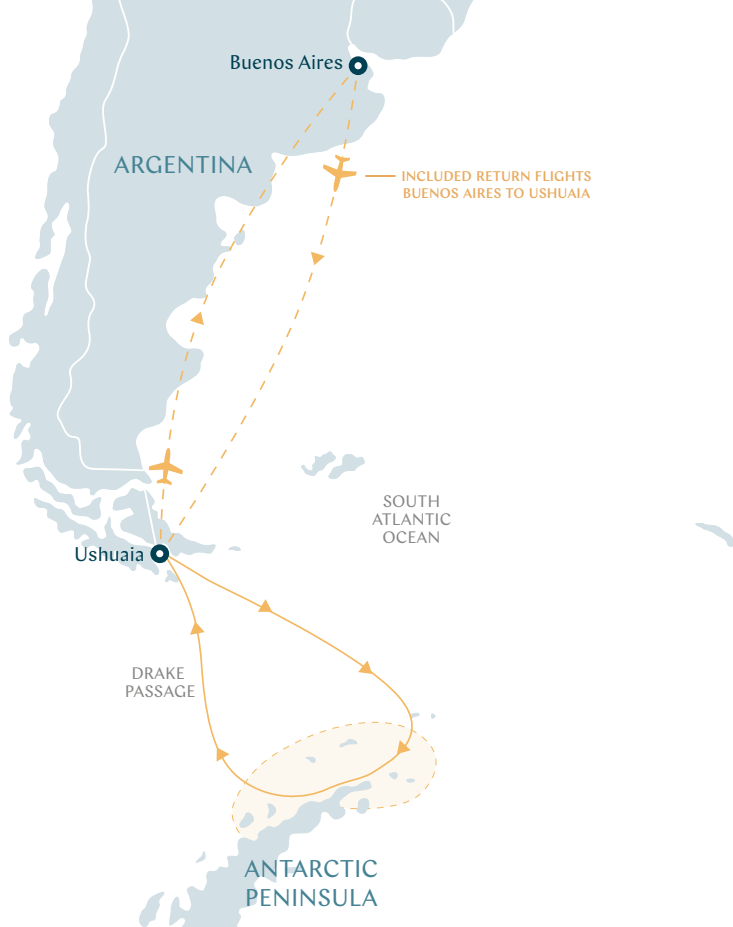 Buenos Aires
ARGENTINA
INCLUDED RETURN FLIGHTS
BUENOS AIRES TO USHUAIA
SOUTH
ATLANTIC
OCEAN
Ushuaia
DRAKE
PASSAGE
ANTARCTIC
PENINSULA